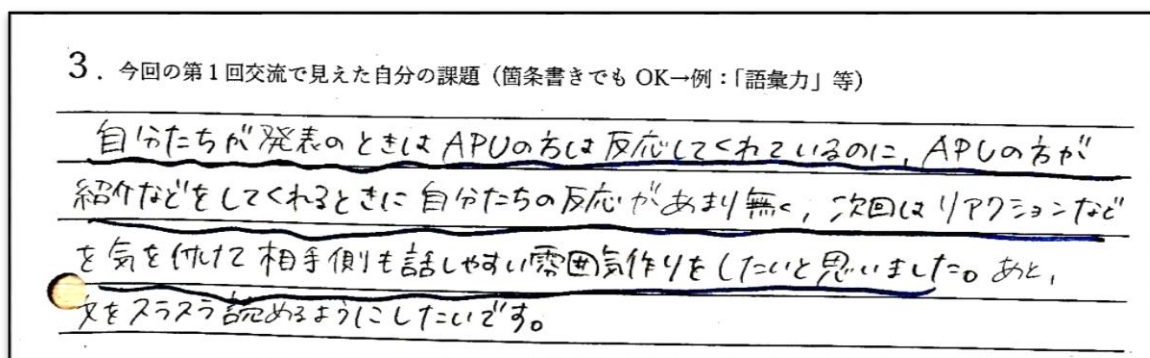 3．今回の第1回交流で見えた自分の課題（箇条書きでも OK→例：「語彙力」等）
自分たちが発表のときは APUの方は反応してくれているのに、APUの方が
紹介などをしてくれるときに自分たちの反応があまり無く、次回はリアクションなど
を気を付けて相手側も話しやすい雰囲気作りをしたいと思いました。あと、
文をスラスラ読めるようにしたいです。